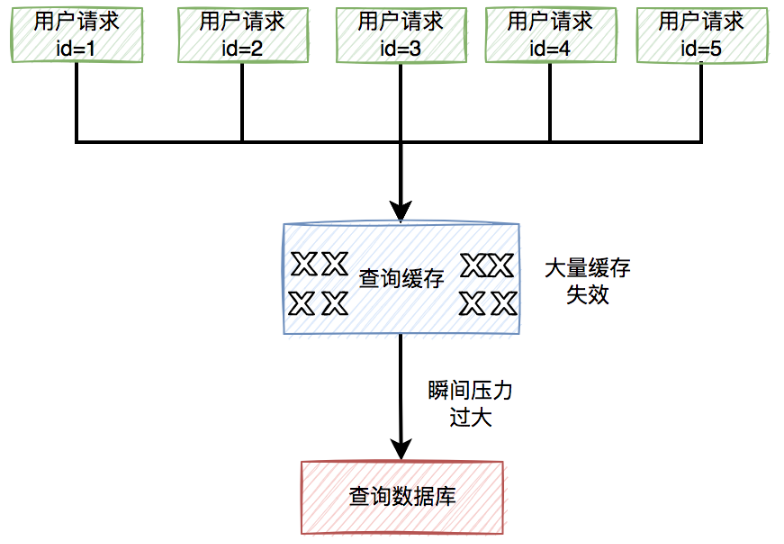 用户请求
id=1
用户请求
id=2
用户请求
id=3
用户请求
id=4
用户请求
id=5
查询缓存
大量缓存
失效
瞬间压力
过大
查询数据库